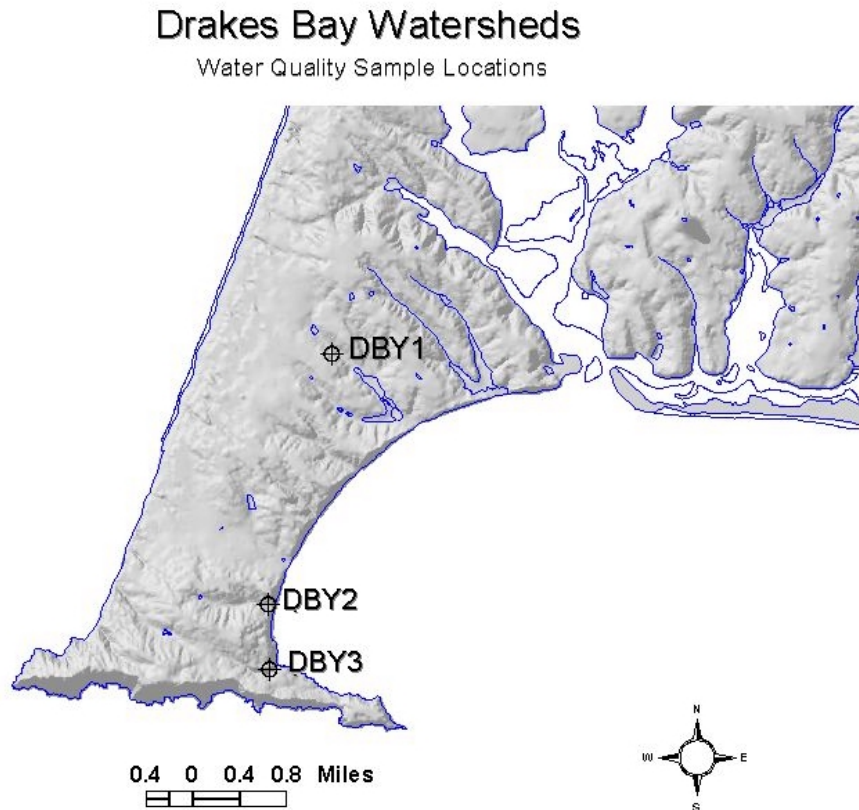 Drakes Bay Watersheds
Water Quality Sample Locations
DBY1
DBY2
DBY3
N
W E
S
0.4 0 0.4 0.8 Miles